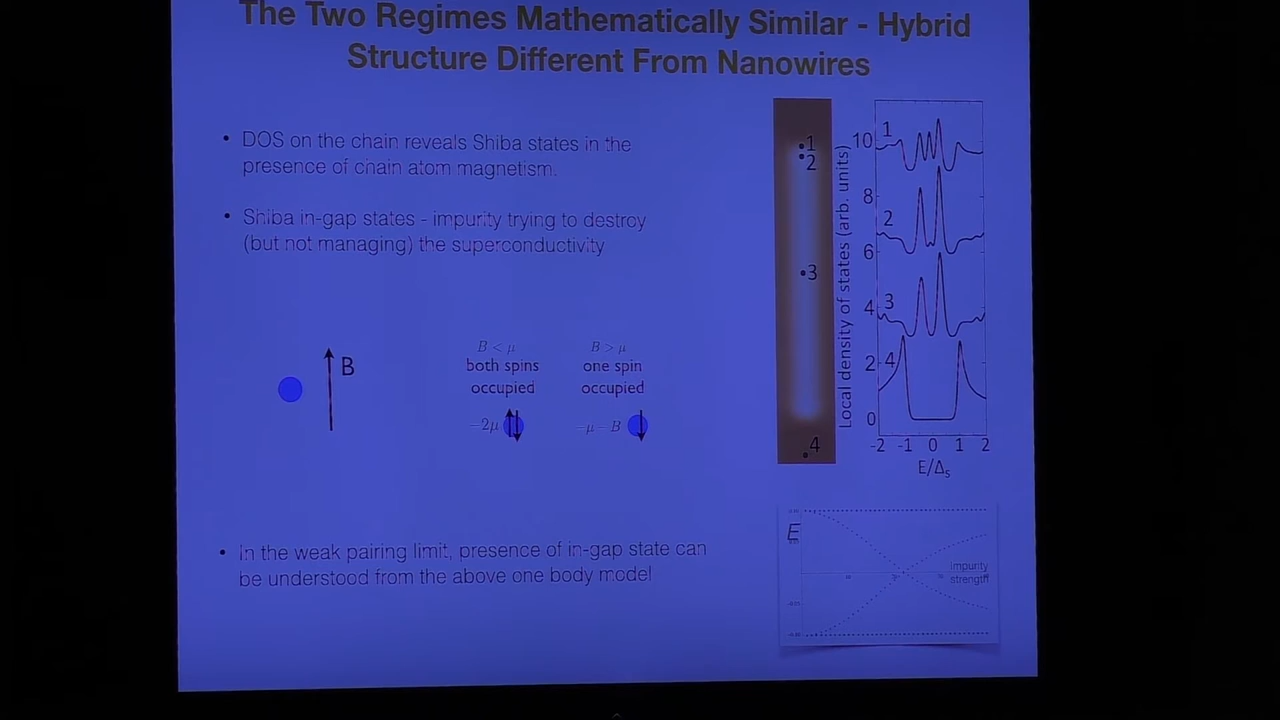 The Two Regimes Mathematically Similar - Hybrid
Structure Different From Nanowires
• DOS on the chain reveals Shiba states in the
presence of chain atom magnetism.
• Shiba in-gap states - impurity trying to destroy
(but not managing) the superconductivity
B
B < μ
both spins
occupied
−2μ
B > μ
one spin
occupied
−μ − B
• In the weak pairing limit, presence of in-gap state can
be understood from the above one body model
1
2
3
4
Local density of states (arb. units)
10
8
6
4
2
0
1
2
3
4
-2 -1 0 1 2
E/Δs
E
impurity
strength